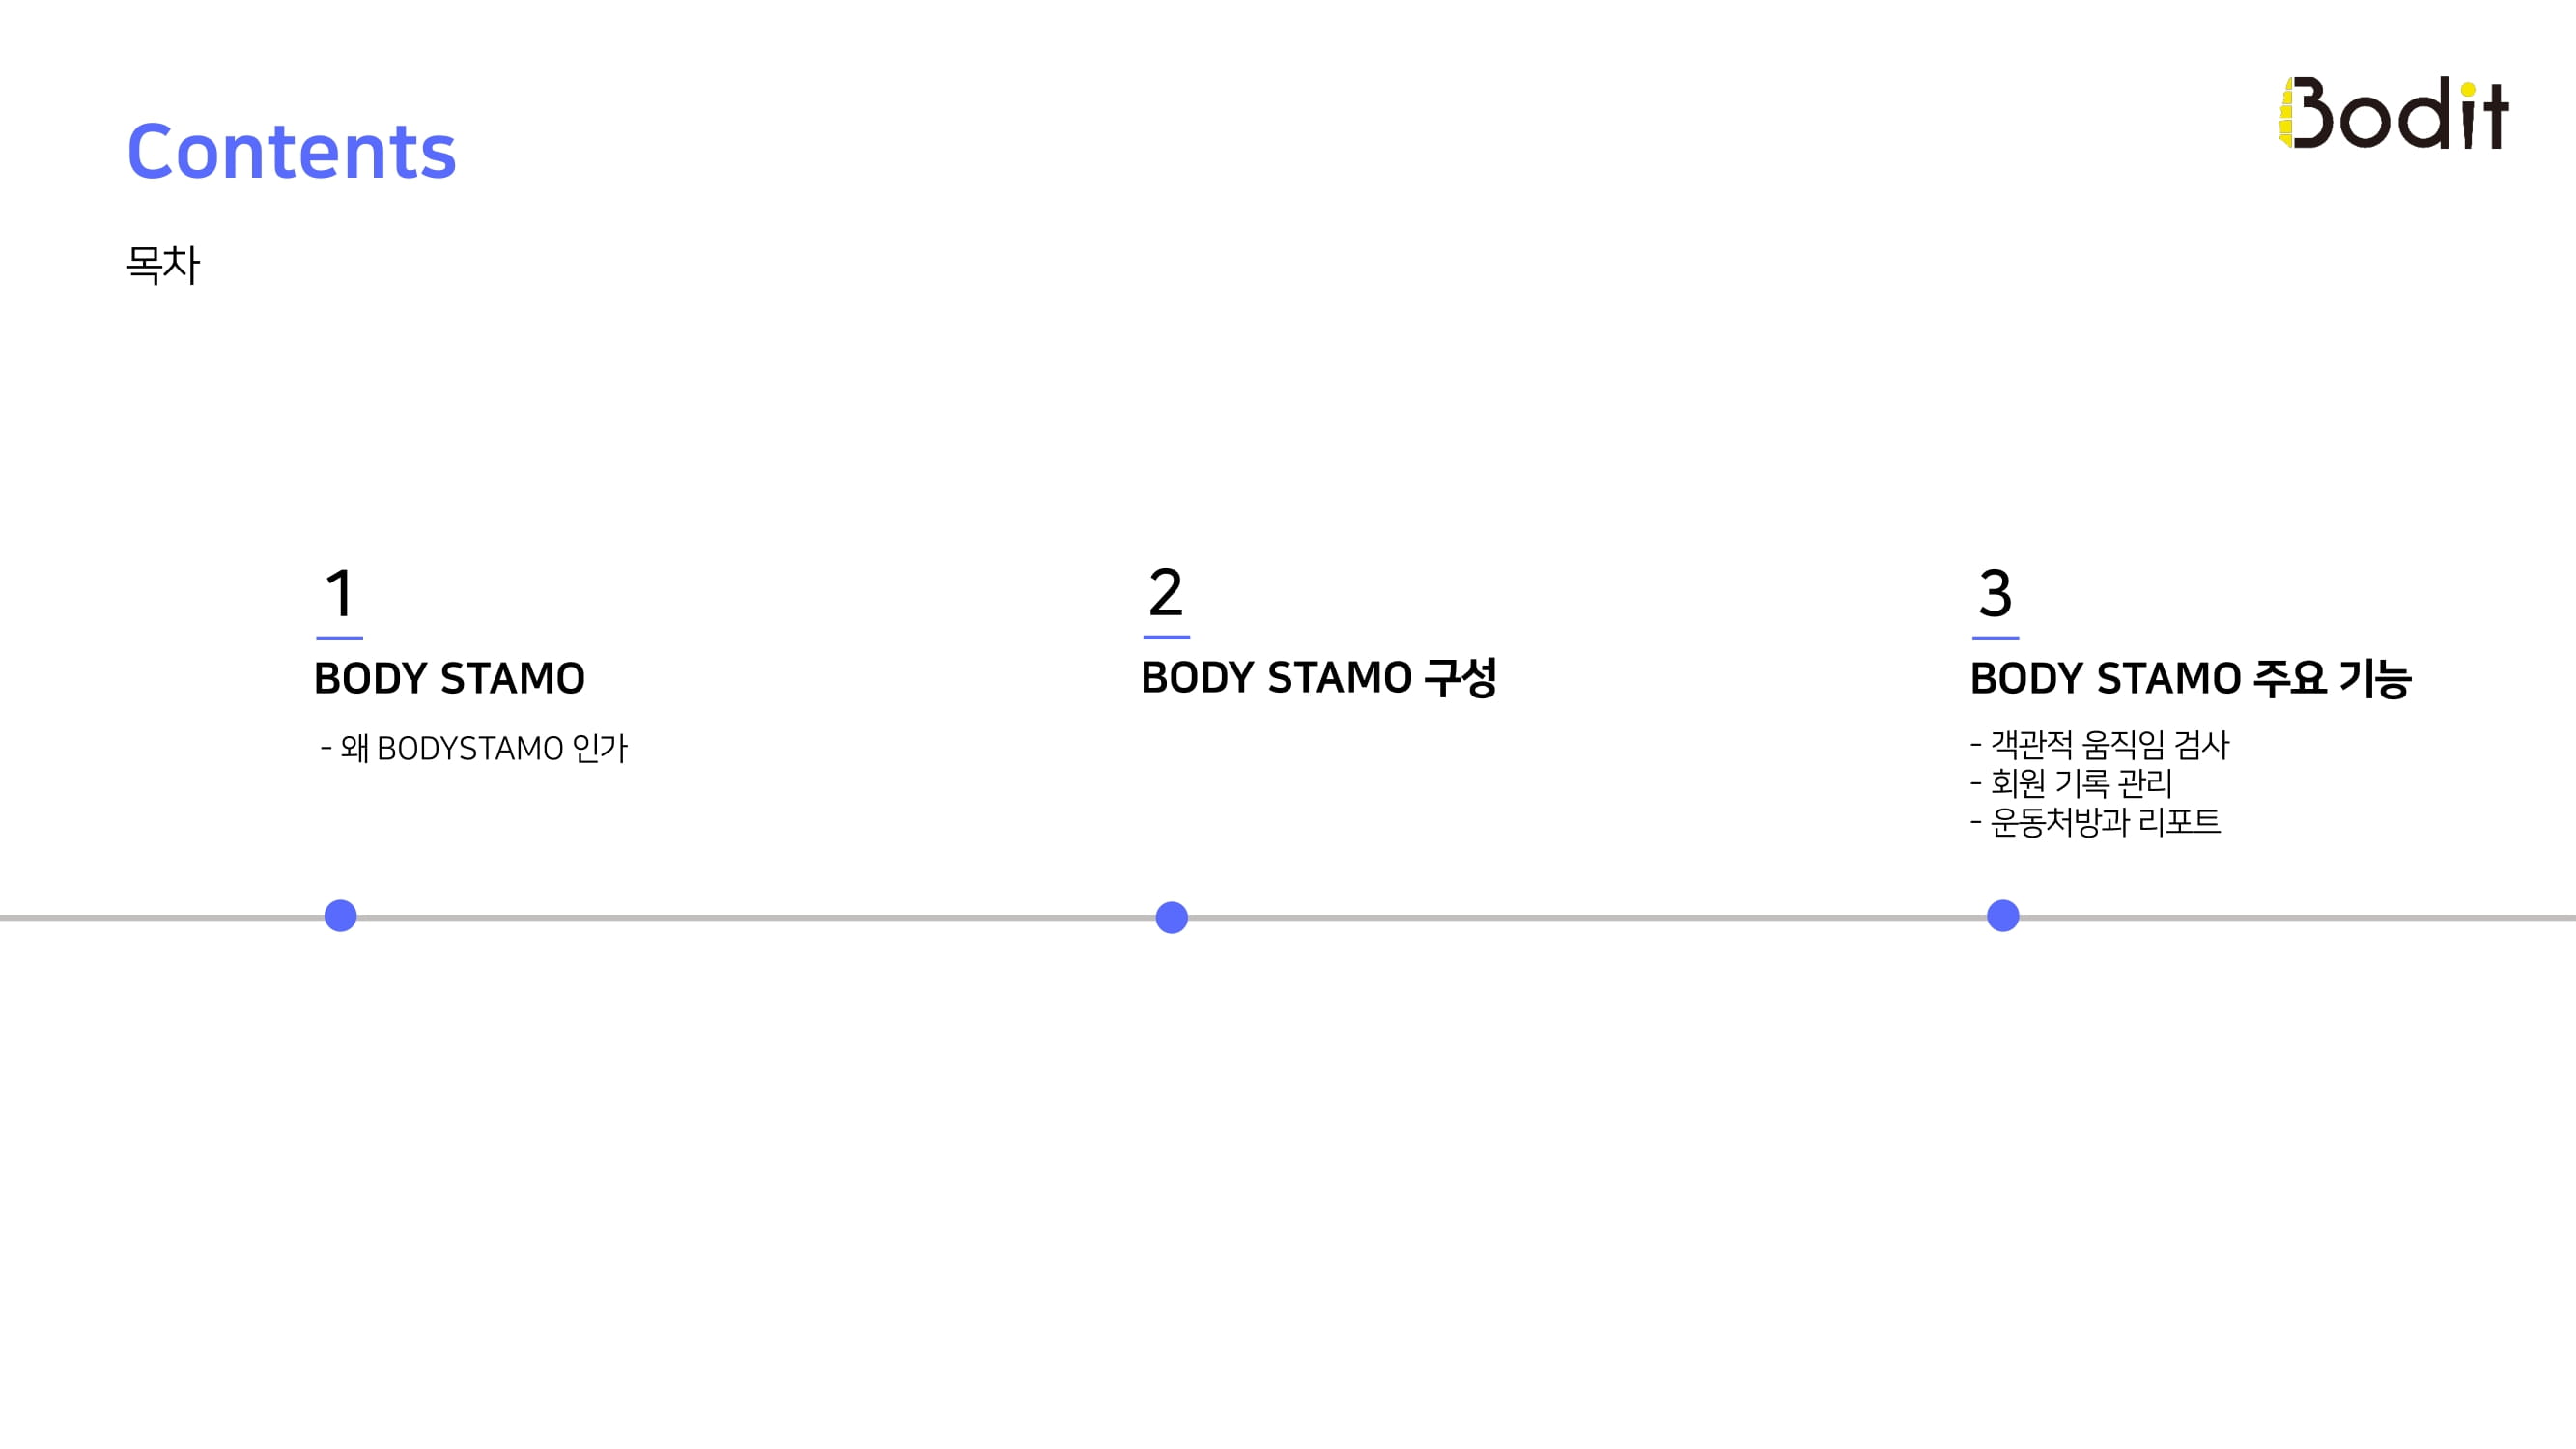 Contents
Bodit
목차
1
BODY STAMO
- 왜 BODYSTAMO 인가
2
BODY STAMO 구성
3
BODY STAMO 주요 기능
- 객관적 움직임 검사
- 회원 기록 관리
- 운동처방과 리포트